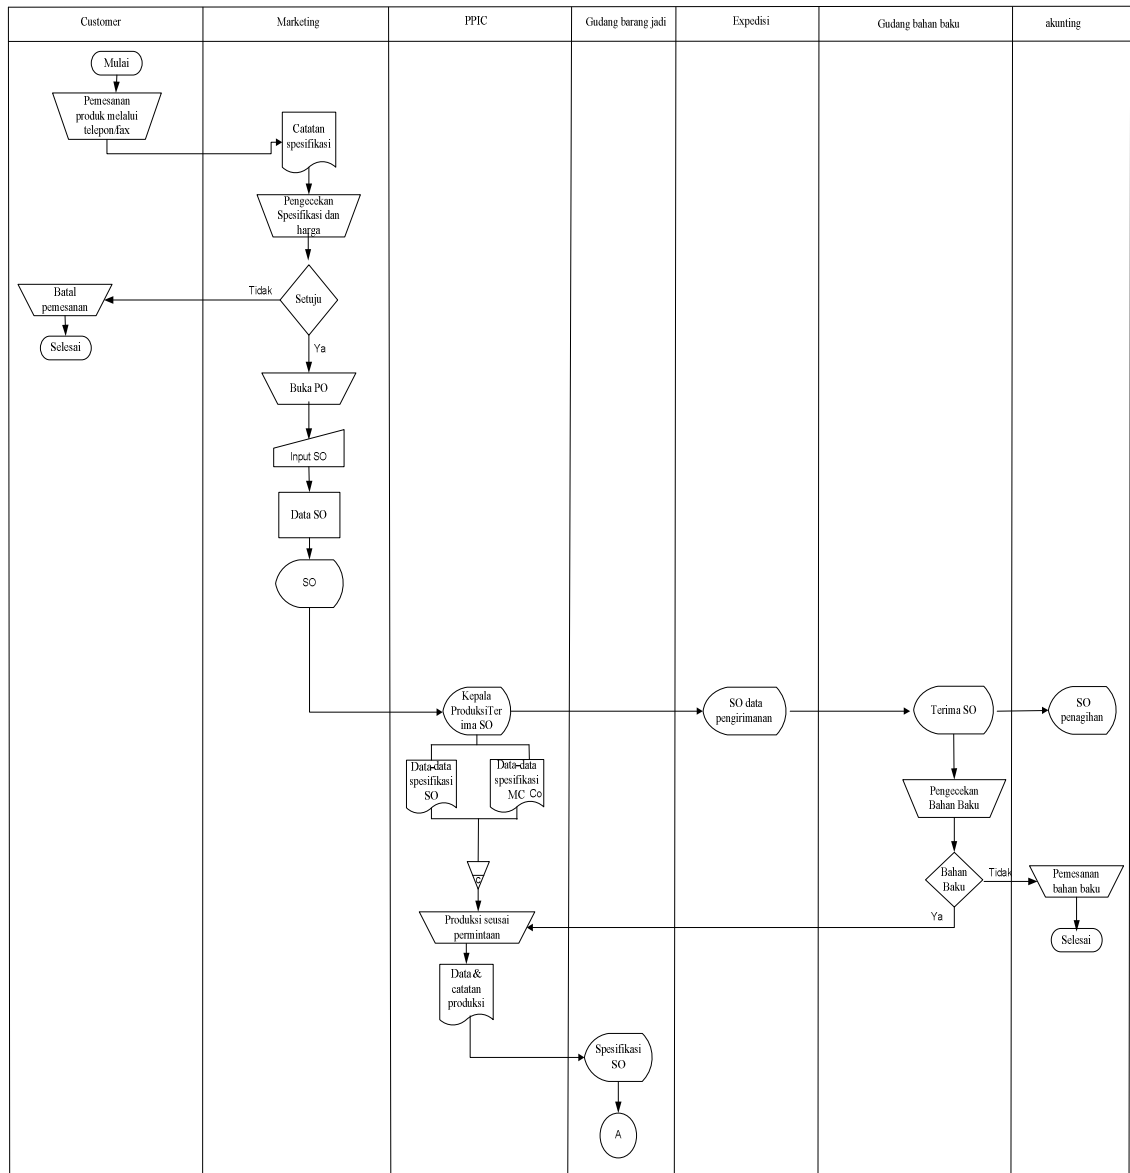 Customer
Marketing
PPIC
Gudang barang jadi
Expedisi
Gudang bahan baku
akunting
Mulai
Pemesanan
produk melalui
telepon/fax
Catatan
spesifikasi
Pengecekan
Spesifikasi dan
harga
Setuju
Tidak
Batal
pemesanan
Selesai
Ya
Buka PO
Input SO
Data SO
SO
Kepala
ProduksiTer
ima SO
SO data
pengirimanan
Terima SO
SO
penagihan
Data-data
spesifikasi
SO
Data-data
spesifikasi
MC Co
Pengecekan
Bahan Baku
Bahan
Baku
Tidak
Pemesanan
bahan baku
Selesai
Ya
C
Produksi seusai
permintaan
Data &
catatan
produksi
Spesifikasi
SO
A